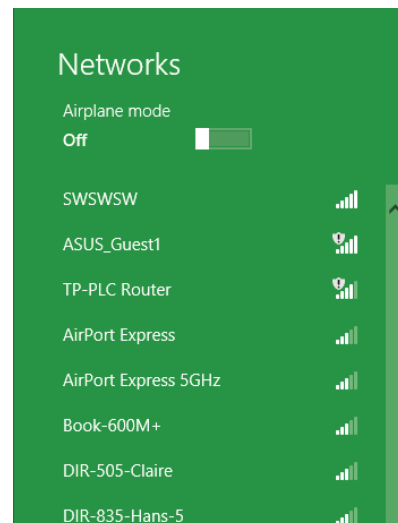 Networks
Airplane mode
Off
SWSWSW
ASUS_Guest1
TP-PLC Router
AirPort Express
AirPort Express 5GHz
Book-600M+
DIR-505-Claire
DIR-835-Hans-5